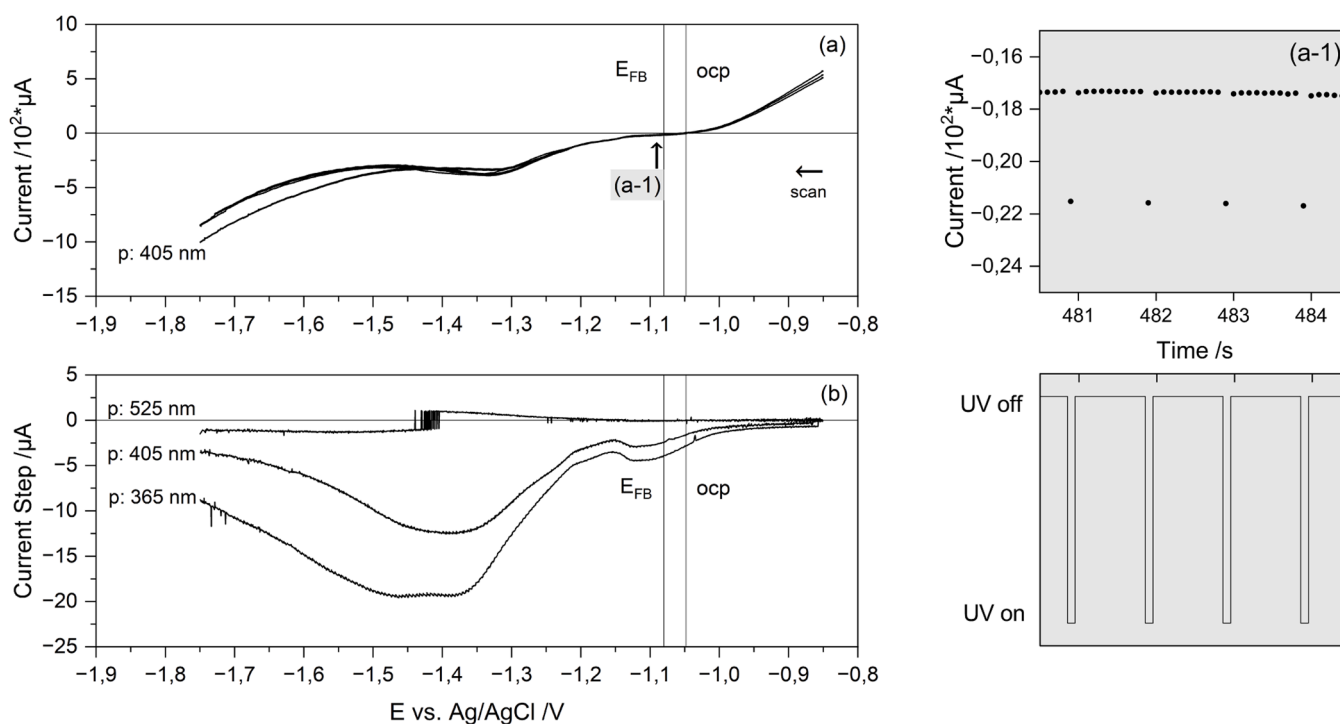 10
5
0
−5
−10
−15
Current /10²*µA
(a)
E_FB
ocp
(a-1)
scan
p: 405 nm
−1,9
−1,8
−1,7
−1,6
−1,5
−1,4
−1,3
−1,2
−1,1
−1,0
−0,9
−0,8
5
0
−5
−10
−15
−20
−25
Current Step /µA
(b)
p: 525 nm
p: 405 nm
p: 365 nm
E_FB
ocp
−1,9
−1,8
−1,7
−1,6
−1,5
−1,4
−1,3
−1,2
−1,1
−1,0
−0,9
−0,8
E vs. Ag/AgCl /V
−0,16
−0,18
−0,20
−0,22
−0,24
Current /10²*µA
(a-1)
481
482
483
484
Time /s
UV off
UV on